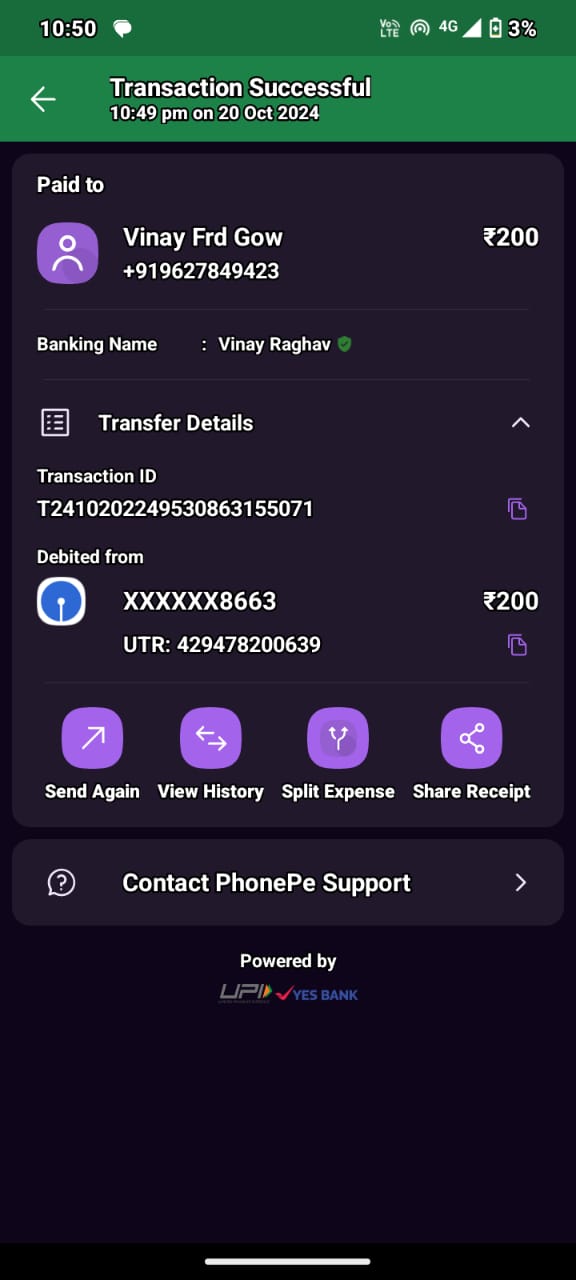 10:50
Vo) LTE 4G 3%
Transaction Successful
10:49 pm on 20 Oct 2024
Paid to
Vinay Frd Gow ₹200
+919627849423
Banking Name : Vinay Raghav
Transfer Details
Transaction ID
T2410202249530863155071
Debited from
XXXXXX8663 ₹200
UTR: 429478200639
Send Again View History Split Expense Share Receipt
Contact PhonePe Support
Powered by
UPI YES BANK